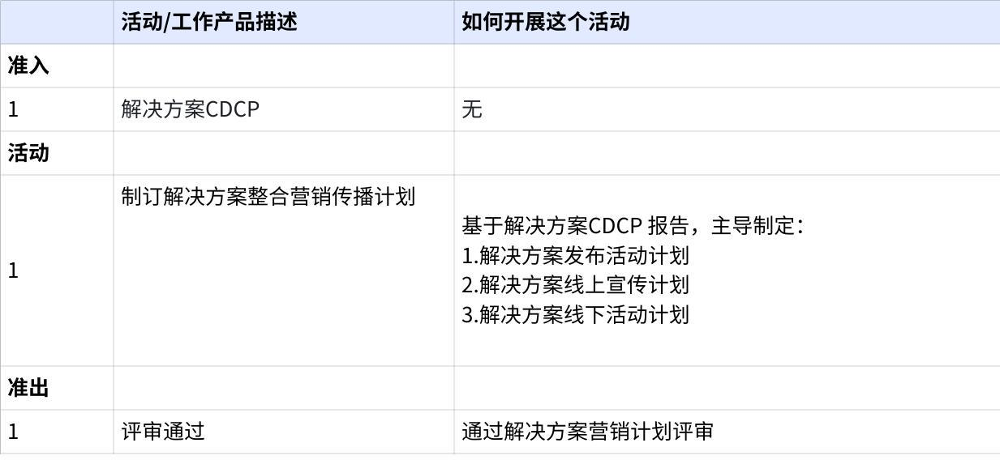 活动/工作产品描述 如何开展这个活动
准入
1 解决方案CDCP 无
活动
制订解决方案整合营销传播计划
1
基于解决方案CDCP 报告，主导制定：
1.解决方案发布活动计划
2.解决方案线上宣传计划
3.解决方案线下活动计划
准出
1 评审通过 通过解决方案营销计划评审